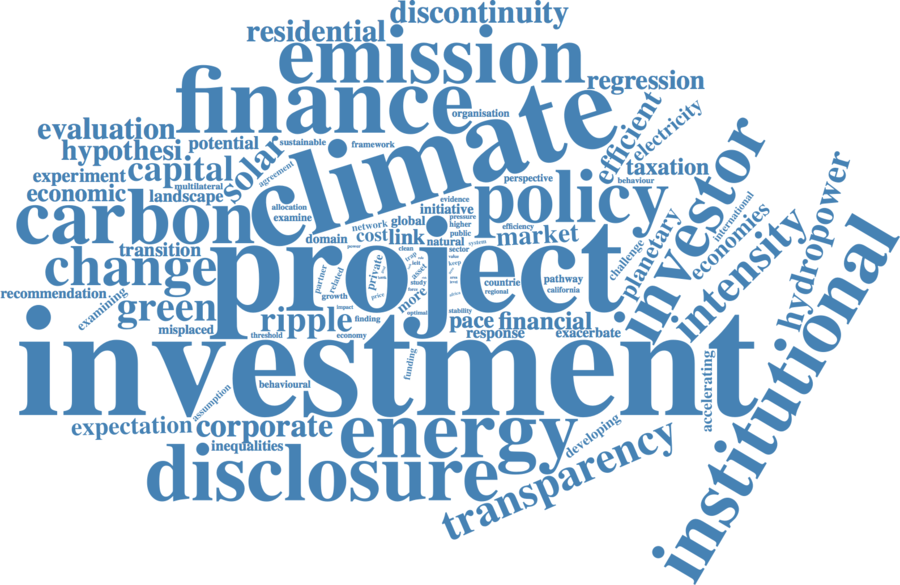 discontinuity
residential
emission
finance
regression
climate
organisation
efficient
electricity
evaluation
potential
sustainable
framework
hypothesi
solar
investor
capital
experiment
multilateral
agreement
perspective
taxation
behaviour
economic
landscape
policy
hydropower
carbon
allocation
examine
evidence
initiative
pressure
higher
public
international
planetary
economies
network
global
efficiency
domain
cost
link
natural
system
market
transition
project
clean
sector
challenge
intensity
change
private
trap
value
keep
asset
study
partner
related
countrie
regional
pathway
california
institutional
recommendation
growth
price
more
examining
green
impact
optimal
stability
misplaced
ripple
finding
pace
financial
threshold
economy
response
exacerbate
investment
funding
accelerating
behavioural
assumption
expectation
corporate
energy
developing
inequalities
transparency
disclosure